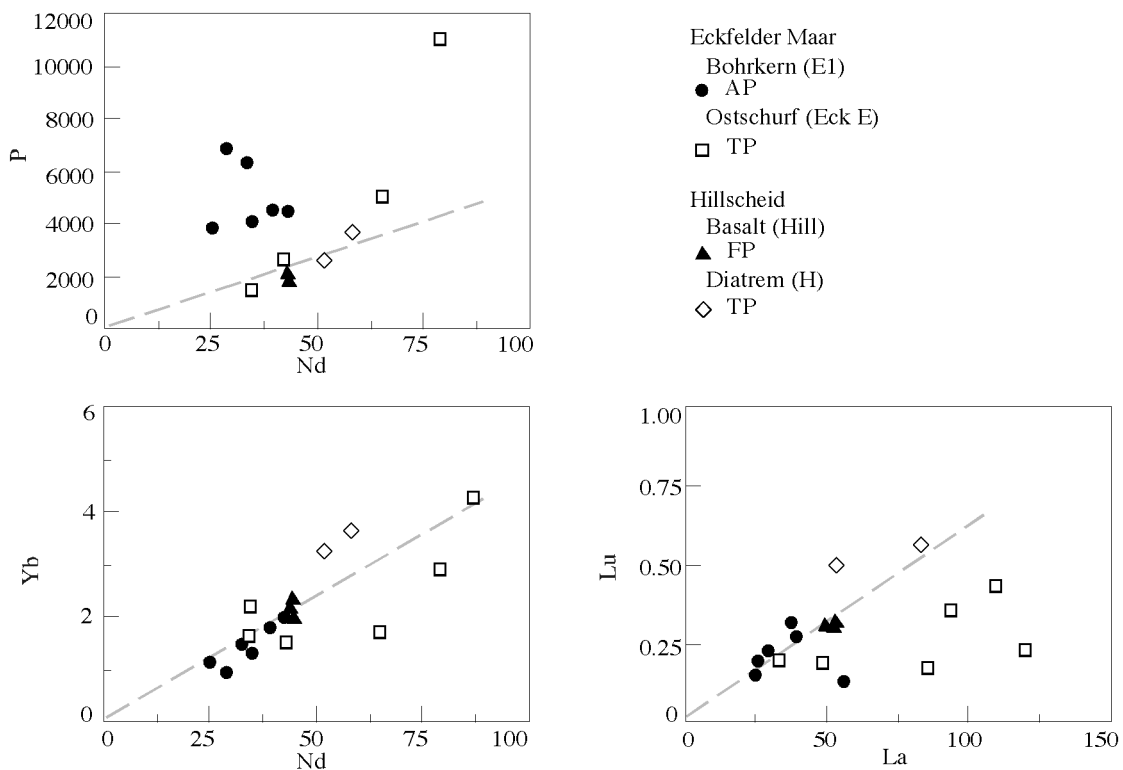 12000
10000
8000
6000
4000
2000
0
P
0 25 50 75 100
Nd
Eckfelder Maar
Bohrkern (E1)
AP
Ostschurf (Eck E)
TP
Hillscheid
Basalt (Hill)
FP
Diatrem (H)
TP
6
4
2
0
Yb
0 25 50 75 100
Nd
1.00
0.75
0.50
0.25
0
Lu
0 50 100 150
La